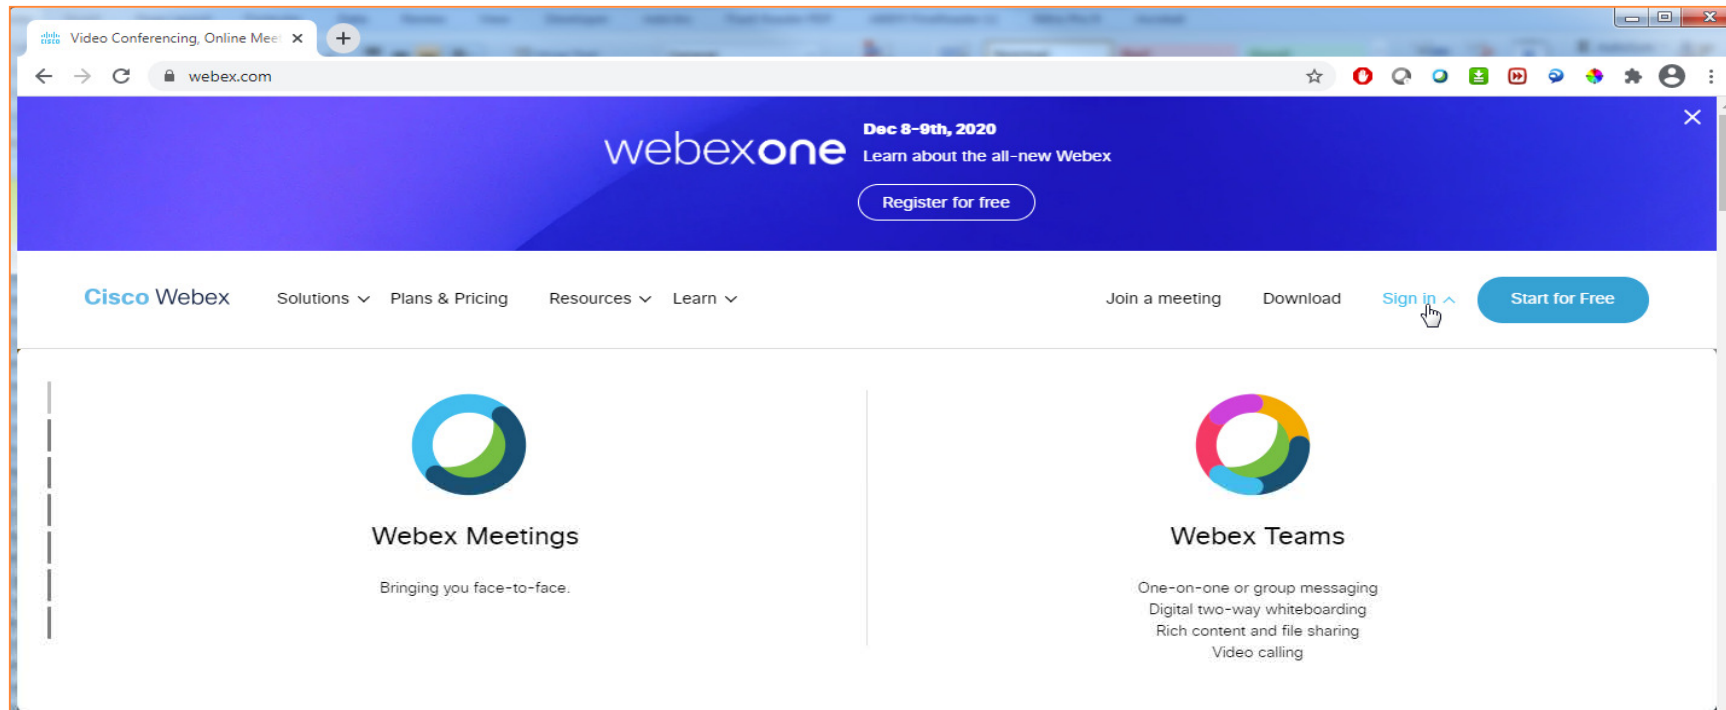 Video Conferencing, Online Mee
webex.com
webexone
Dec 8-9th, 2020
Learn about the all-new Webex
Register for free
Cisco Webex
Solutions
Plans & Pricing
Resources
Learn
Join a meeting
Download
Sign in
Start for Free
Webex Meetings
Bringing you face-to-face.
Webex Teams
One-on-one or group messaging
Digital two-way whiteboarding
Rich content and file sharing
Video calling